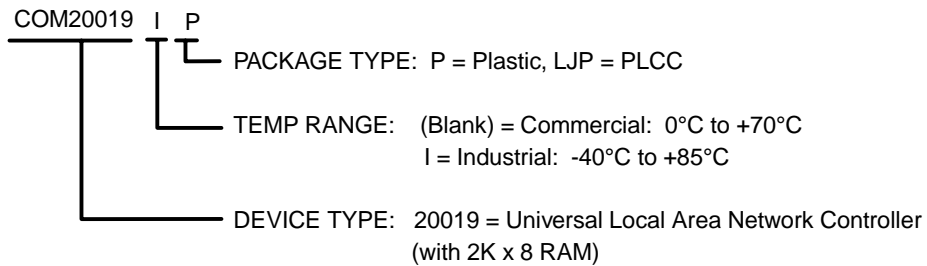 COM20019 I P
PACKAGE TYPE: P = Plastic, LJP = PLCC
TEMP RANGE: (Blank) = Commercial: 0°C to +70°C
I = Industrial: -40°C to +85°C
DEVICE TYPE: 20019 = Universal Local Area Network Controller
(with 2K x 8 RAM)